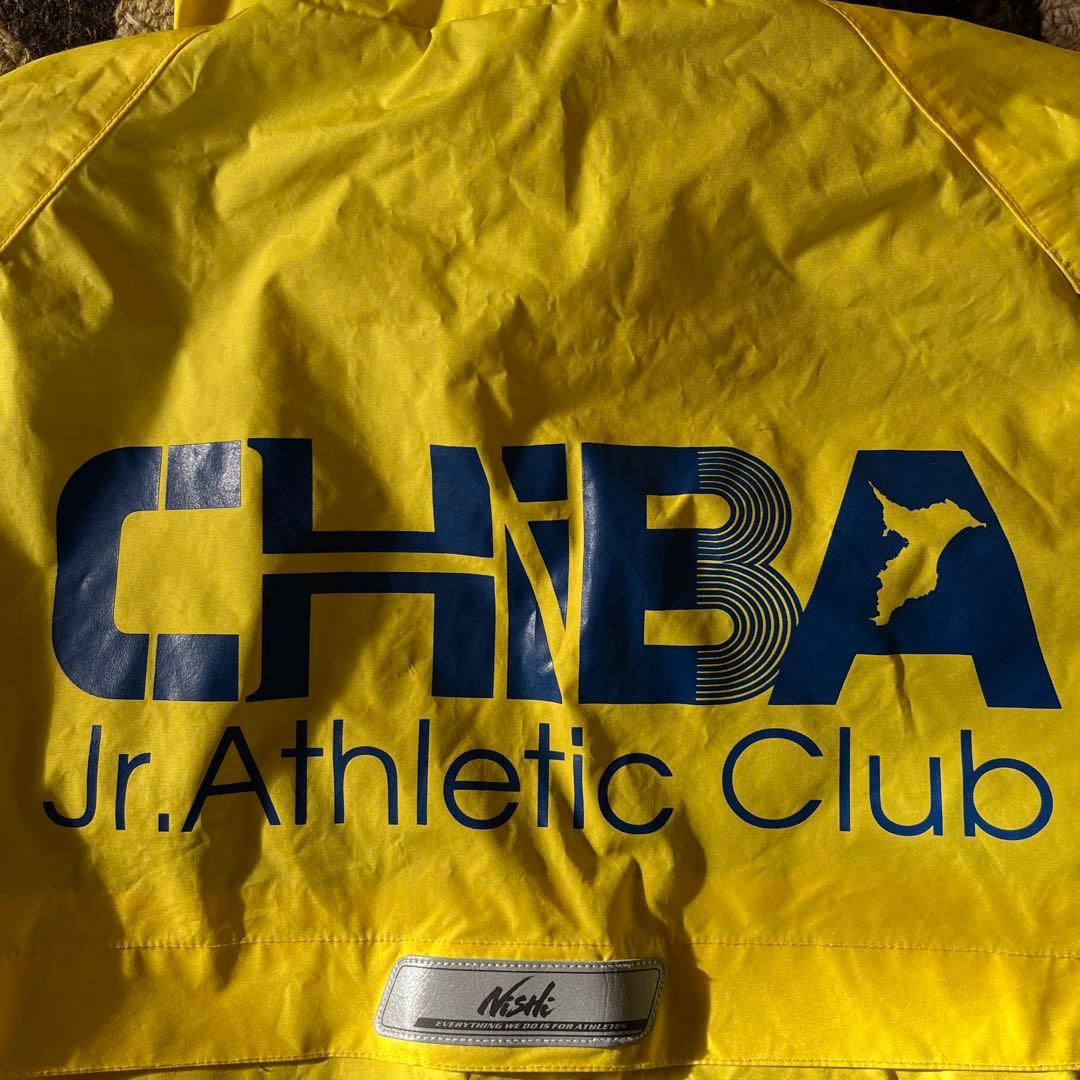 CHiBA
Jr. Athletic Club
NiSHi
EVERYTHING WE DO IS FOR ATHLETES